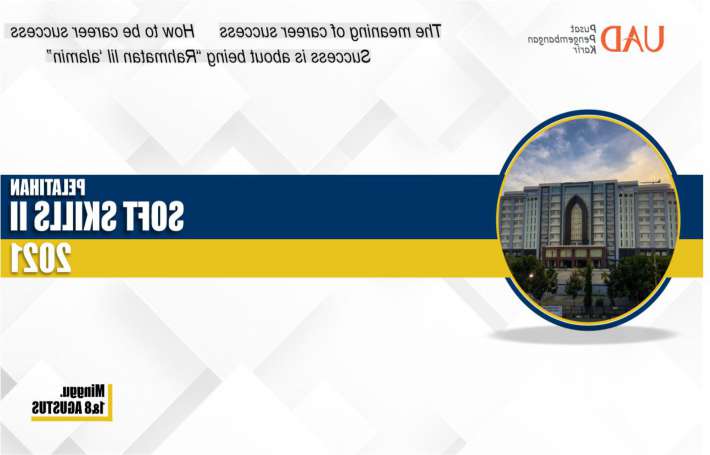 The meaning of career success How to be career success
Success is about being “Rahmatan lil ‘alamin”
UAD Pusat
Pengembangan
Karir
PELATIHAN
SOFT SKILLS II
2021
Minggu.
1&8 AGUSTUS